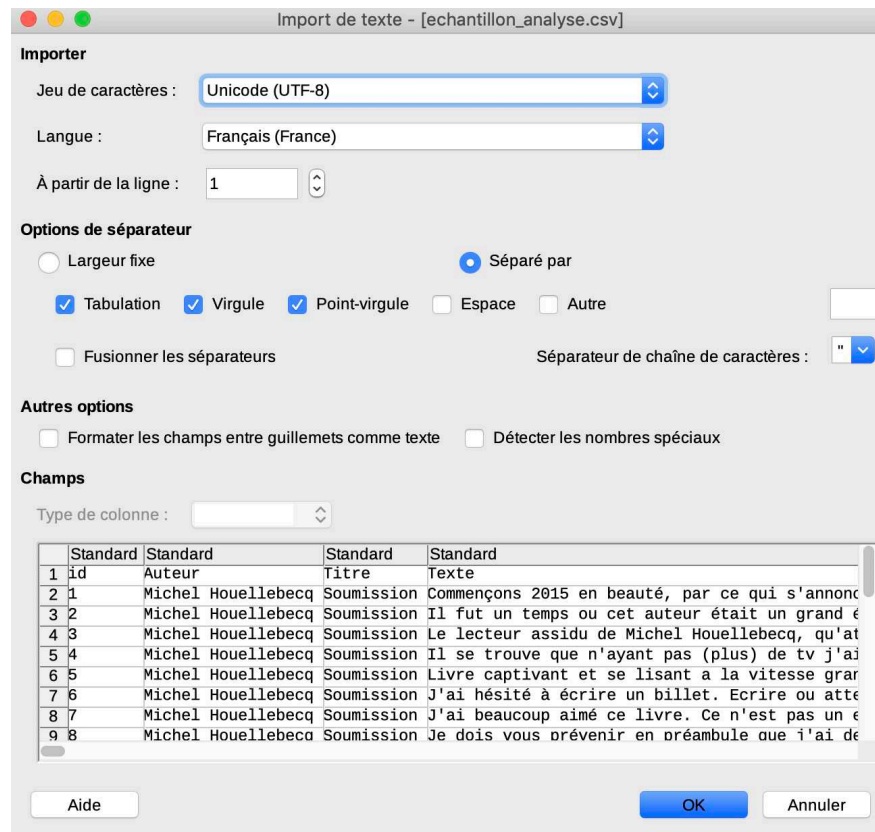 Import de texte - [echantillon_analyse.csv]
Importer
Jeu de caractères : Unicode (UTF-8)
Langue : Français (France)
À partir de la ligne : 1
Options de séparateur
Largeur fixe Séparé par
Tabulation Virgule Point-virgule Espace Autre
Fusionner les séparateurs Séparateur de chaîne de caractères : "
Autres options
Formater les champs entre guillemets comme texte Détecter les nombres spéciaux
Champs
Type de colonne :
Standard Standard Standard Standard
1 id Auteur Titre Texte
2 1 Michel Houellebecq Soumission Commençons 2015 en beauté, par ce qui s'annonc
3 2 Michel Houellebecq Soumission Il fut un temps ou cet auteur était un grand é
4 3 Michel Houellebecq Soumission Le lecteur assidu de Michel Houellebecq, qu'at
5 4 Michel Houellebecq Soumission Il se trouve que n'ayant pas (plus) de tv j'ai
6 5 Michel Houellebecq Soumission Livre captivant et se lisant a la vitesse gran
7 6 Michel Houellebecq Soumission J'ai hésité à écrire un billet. Ecrire ou atte
8 7 Michel Houellebecq Soumission J'ai beaucoup aimé ce livre. Ce n'est pas un e
9 8 Michel Houellebecq Soumission Je dois vous prévenir en préambule que j'ai de
Aide OK Annuler